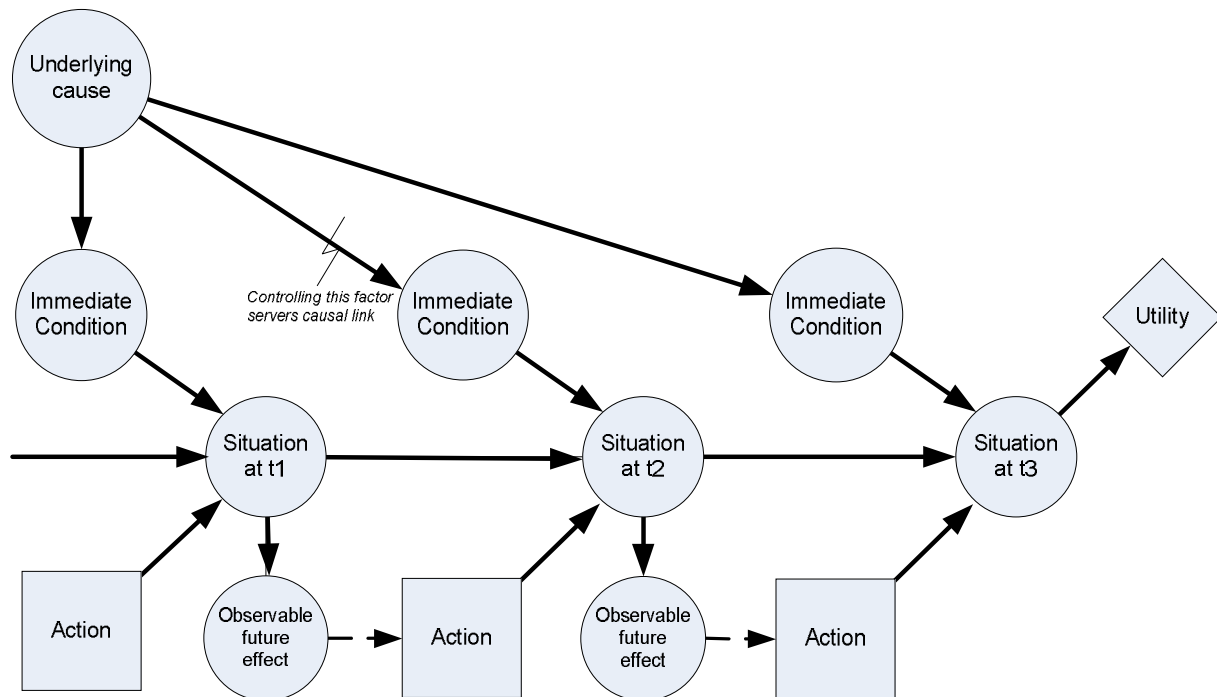 Underlying
cause
Controlling this factor
servers causal link
Immediate
Condition
Immediate
Condition
Immediate
Condition
Utility
Situation
at t1
Situation
at t2
Situation
at t3
Action
Observable
future
effect
Action
Observable
future
effect
Action